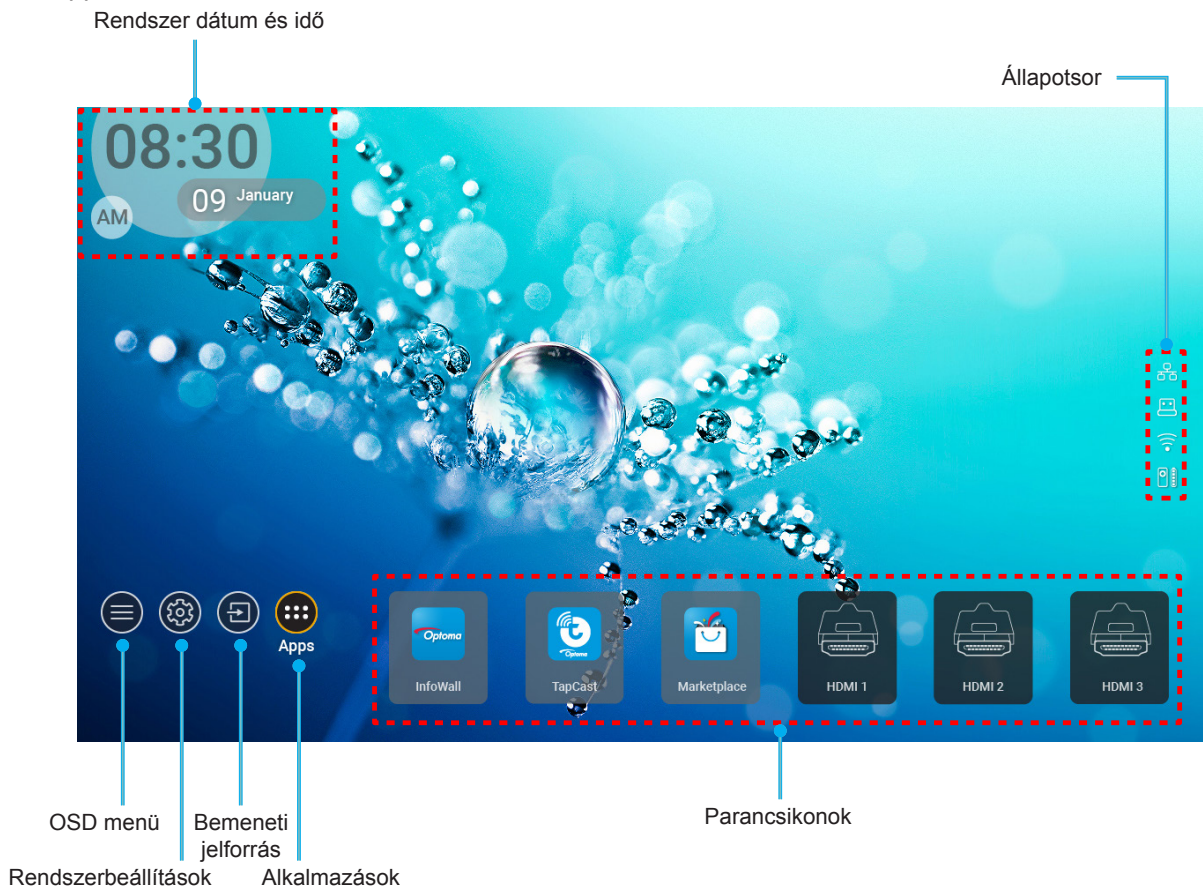 Rendszer dátum és idő
Állapotsor
08:30
09 January
AM
Apps
Optoma
Optoma
InfoWall
TapCast
Marketplace
HDMI 1
HDMI 2
HDMI 3
OSD menü
Bemeneti
jelforrás
Parancsikonok
Rendszerbeállítások
Alkalmazások